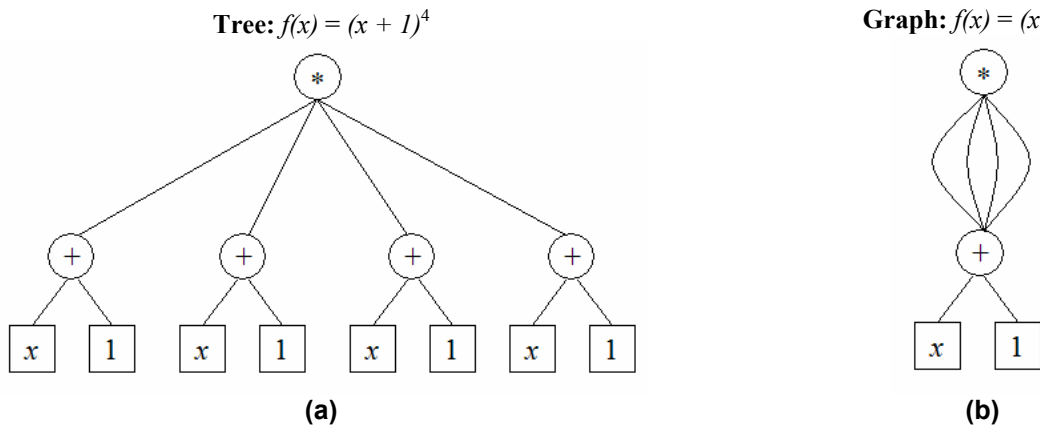 Tree: f(x) = (x + 1)^4
*
+ + + +
x 1 x 1 x 1 x 1
(a)
Graph: f(x) = (x
*
+
x 1
(b)